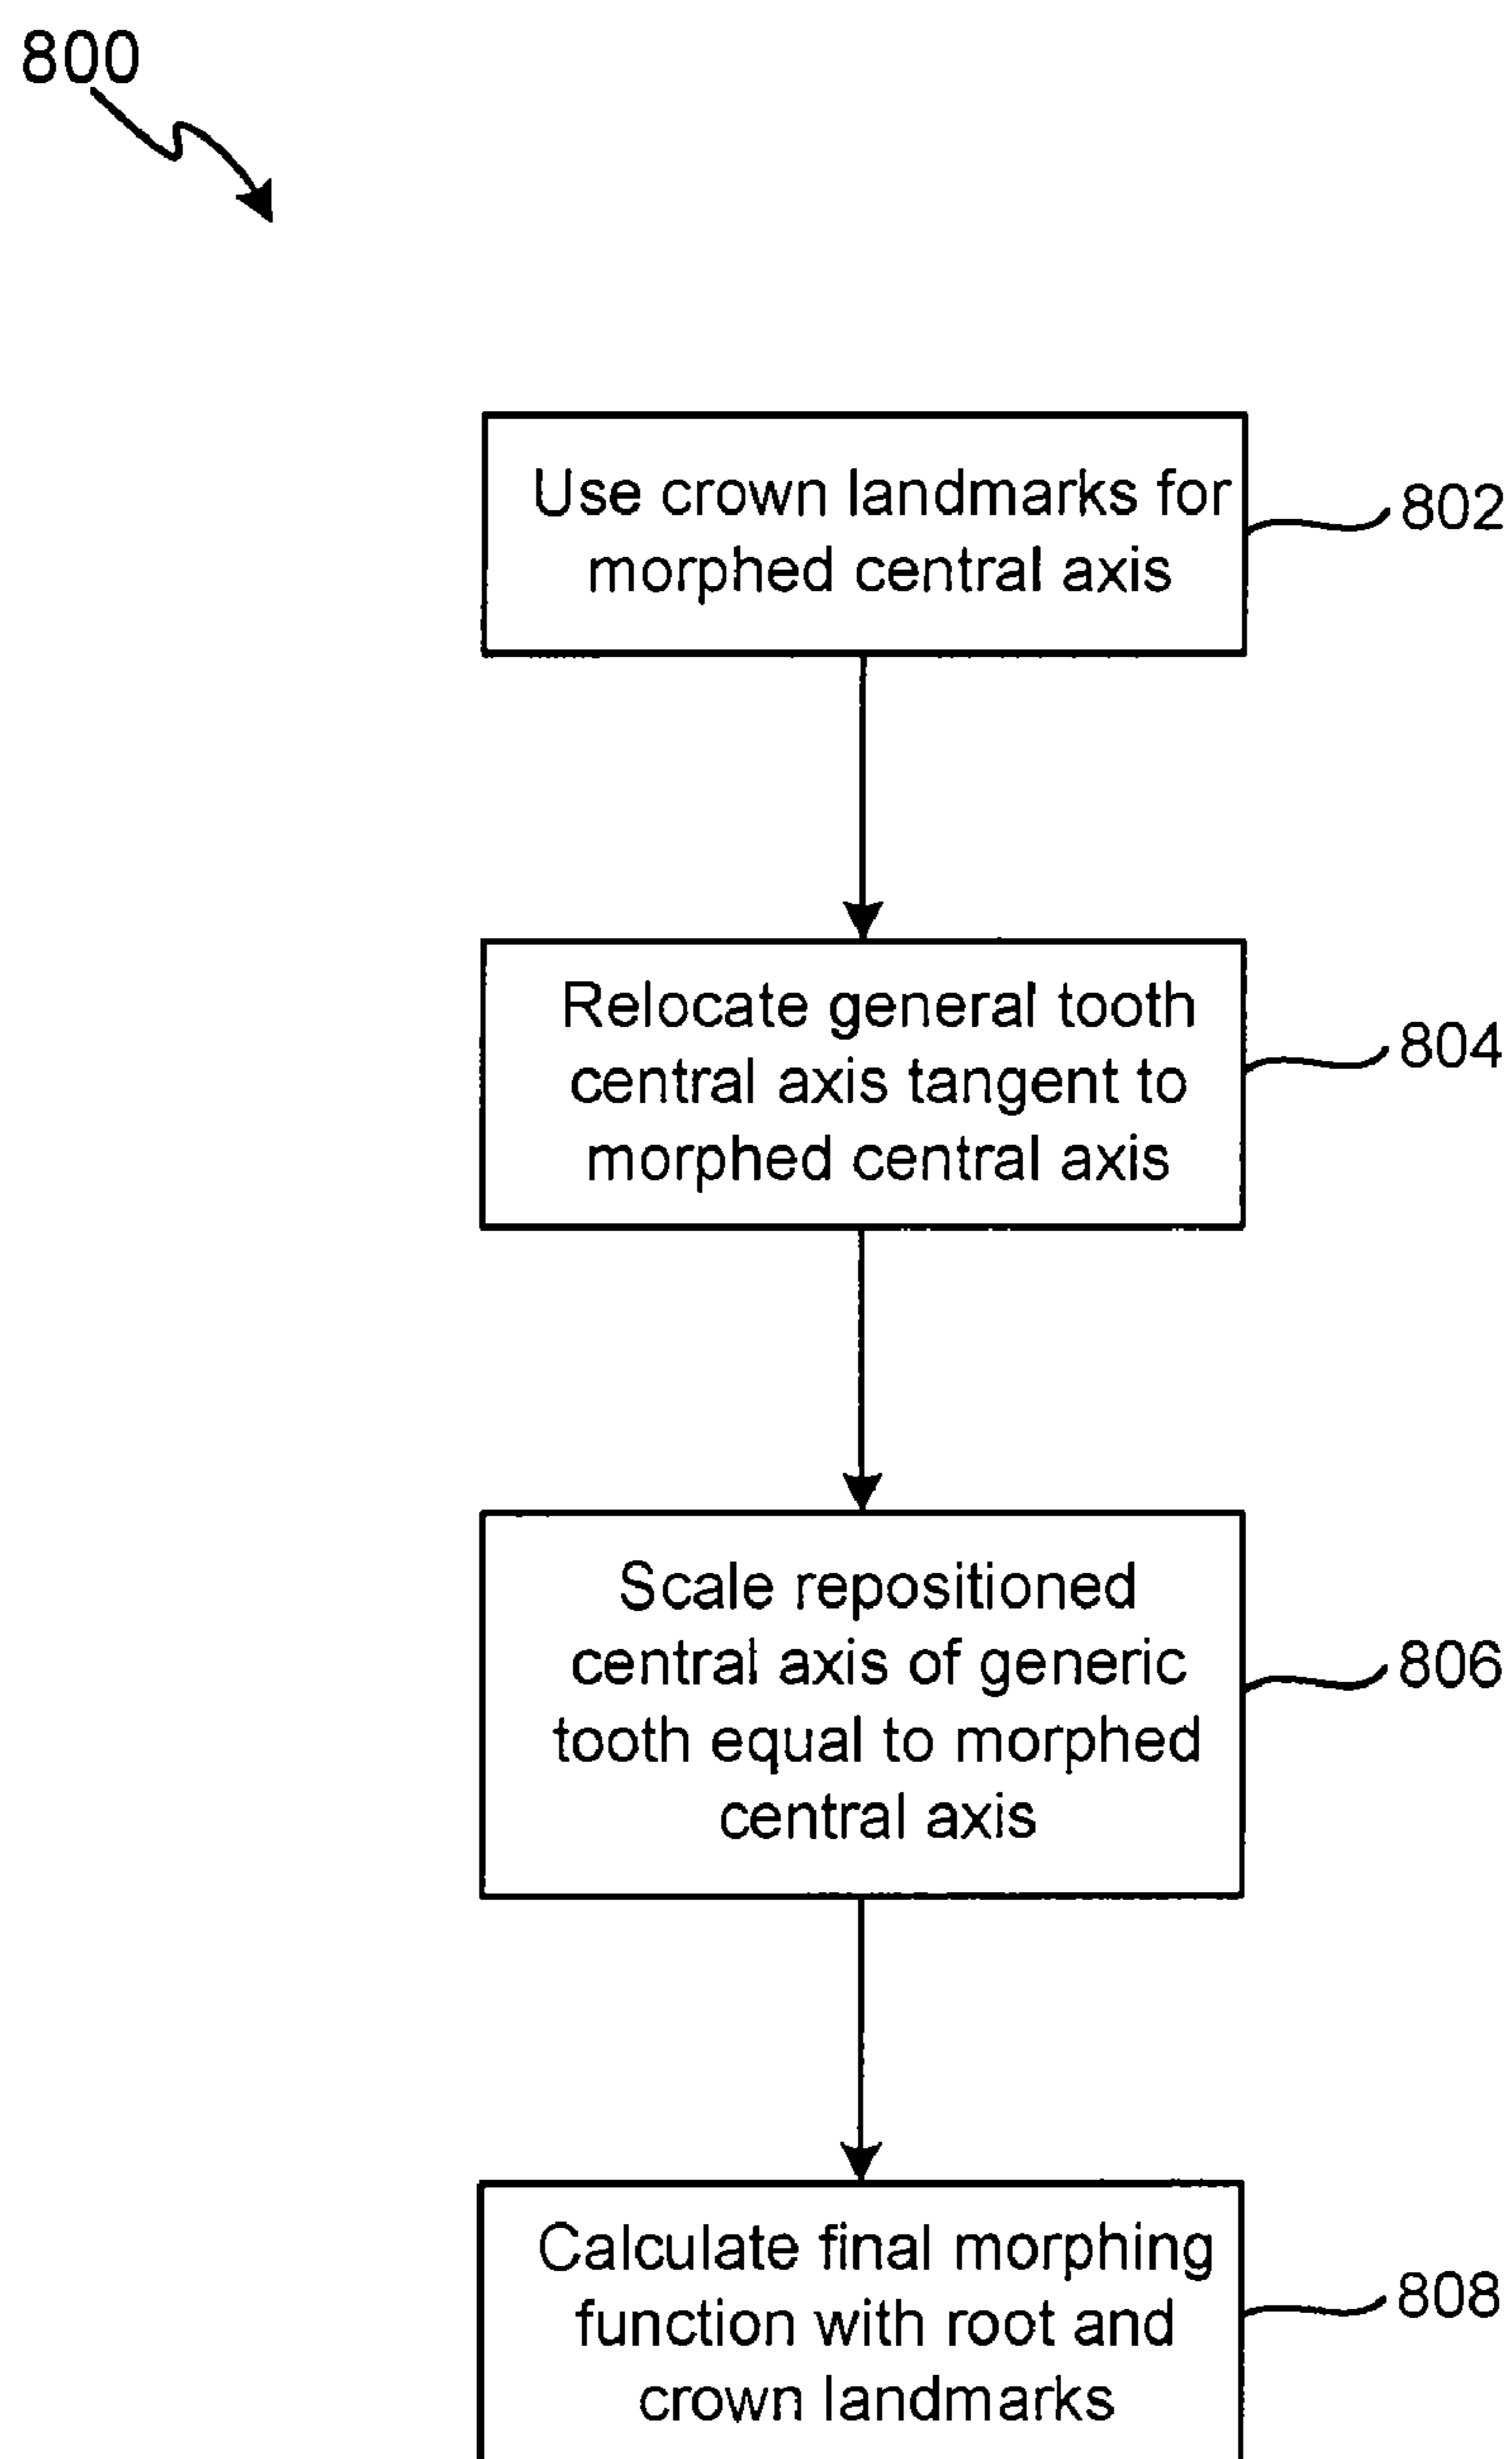 800
Use crown landmarks for
morphed central axis
802
Relocate general tooth
central axis tangent to
morphed central axis
804
Scale repositioned
central axis of generic
tooth equal to morphed
central axis
806
Calculate final morphing
function with root and
crown landmarks
808